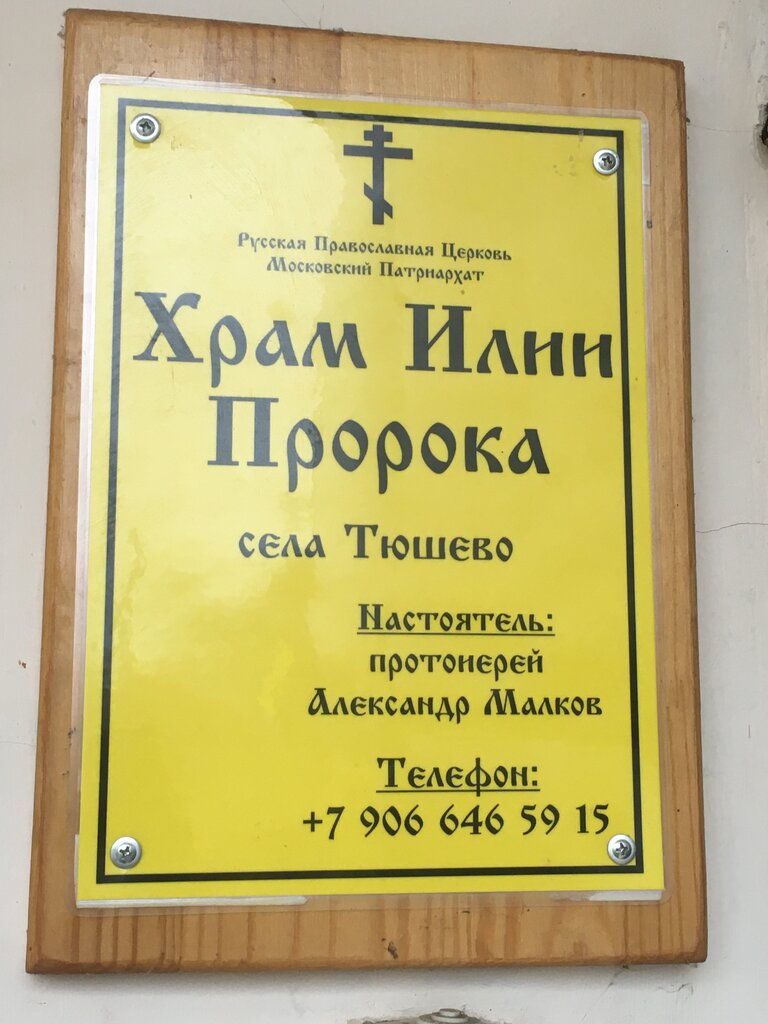 Русская Православная Церковь
Московский Патриархат
Храм Илии
Пророка
села Тюшево
Настоятель:
протоиерей
Александр Малков
Телефон:
+7 906 646 59 15